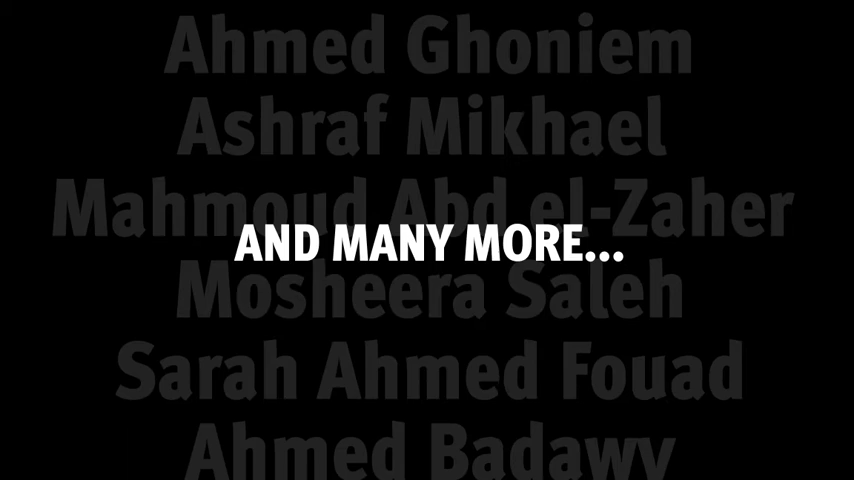 Ahmed Ghoniem
Ashraf Mikhael
Mahmoud Abd el-Zaher
AND MANY MORE...
Mosheera Saleh
Sarah Ahmed Fouad
Ahmed Badawy